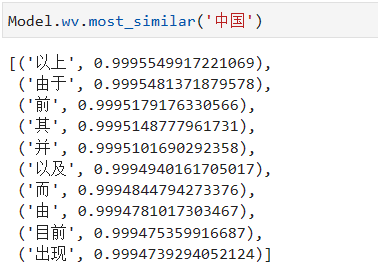 Model.wv.most_similar('中国')
[('以上', 0.9995549917221069),
('由于', 0.9995481371879578),
('前', 0.9995179176330566),
('其', 0.9995148777961731),
('并', 0.9995101690292358),
('以及', 0.9994940161705017),
('而', 0.9994844794273376),
('由', 0.9994781017303467),
('目前', 0.999475359916687),
('出现', 0.9994739294052124)]